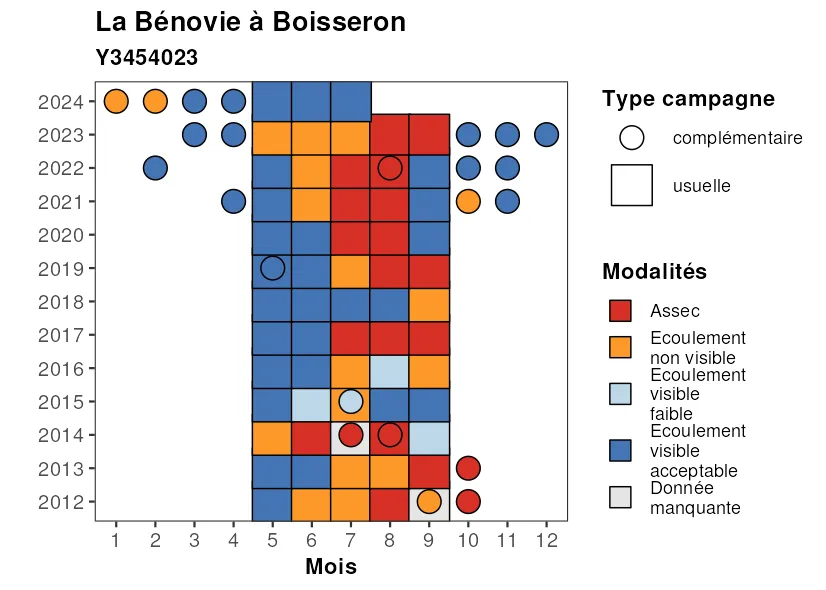 La Bénovie à Boisseron
Y3454023
2024
2023
2022
2021
2020
2019
2018
2017
2016
2015
2014
2013
2012
1 2 3 4 5 6 7 8 9 10 11 12
Mois
Type campagne
complémentaire
usuelle
Modalités
Assec
Ecoulement
non visible
Ecoulement
visible
faible
Ecoulement
visible
acceptable
Donnée
manquante